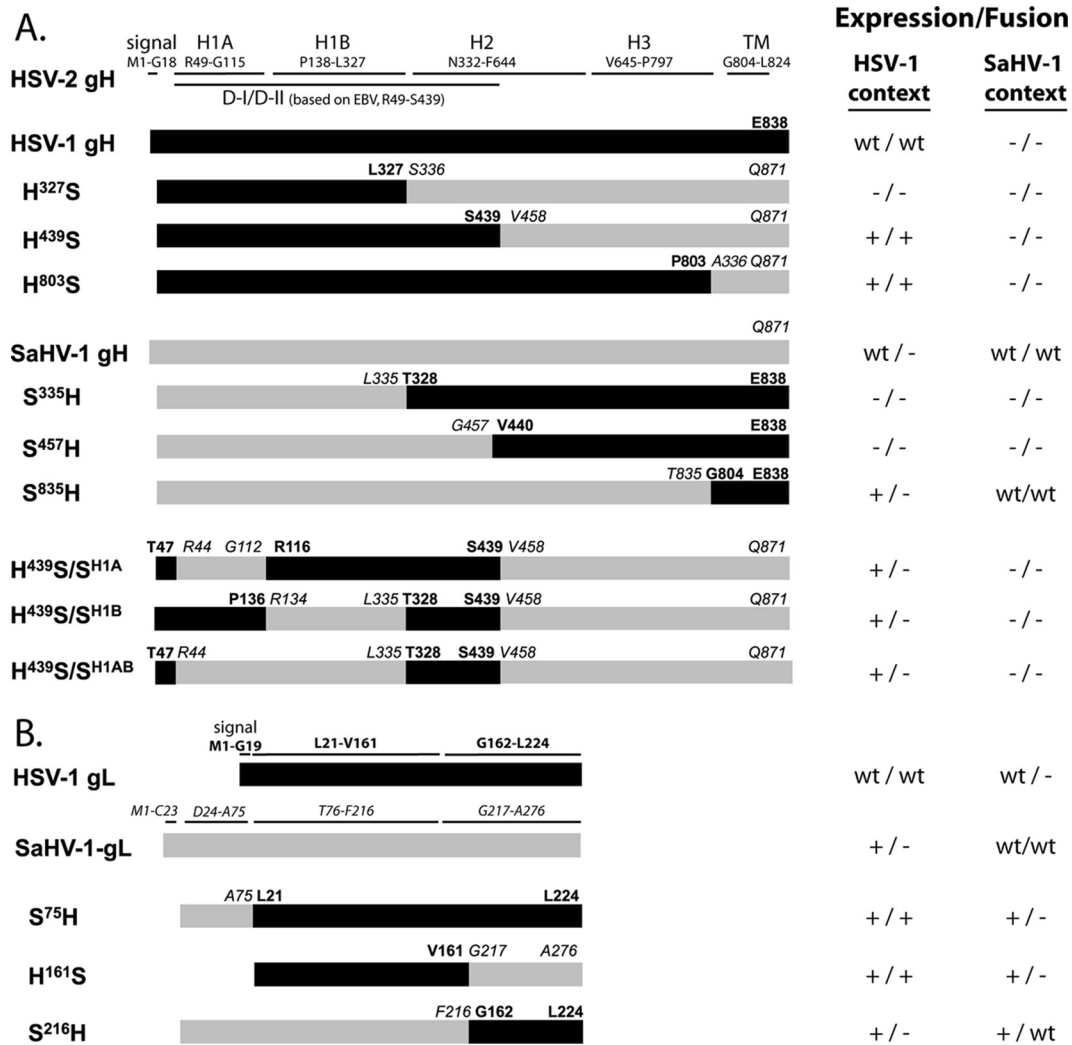 A.
Expression/Fusion
signal H1A H1B H2 H3 TM
M1-G18 R49-G115 P138-L327 N332-F644 V645-P797 G804-L824
HSV-1 context SaHV-1 context
HSV-2 gH
D-I/D-II (based on EBV, R49-S439)
E838
HSV-1 gH wt / wt - / -
L327 S336 Q871
H327S - / - - / -
S439 V458 Q871
H439S + / + - / -
P803 A336 Q871
H803S + / + - / -
Q871
SaHV-1 gH wt / - wt / wt
L335 T328 E838
S335H - / - - / -
G457 V440 E838
S457H - / - - / -
T835 G804 E838
S835H + / - wt/wt
T47 R44 G112 R116 S439 V458 Q871
H439S/SH1A + / - - / -
P136 R134 L335 T328 S439 V458 Q871
H439S/SH1B + / - - / -
T47 R44 L335 T328 S439 V458 Q871
H439S/SH1AB + / - - / -
B.
signal
M1-G19 L21-V161 G162-L224
HSV-1 gL wt / wt wt / -
M1-C23 D24-A75 T76-F216 G217-A276
SaHV-1-gL + / - wt/wt
A75 L21 L224
S75H + / + + / -
V161 G217 A276
H161S + / + + / -
F216 G162 L224
S216H + / - + / wt